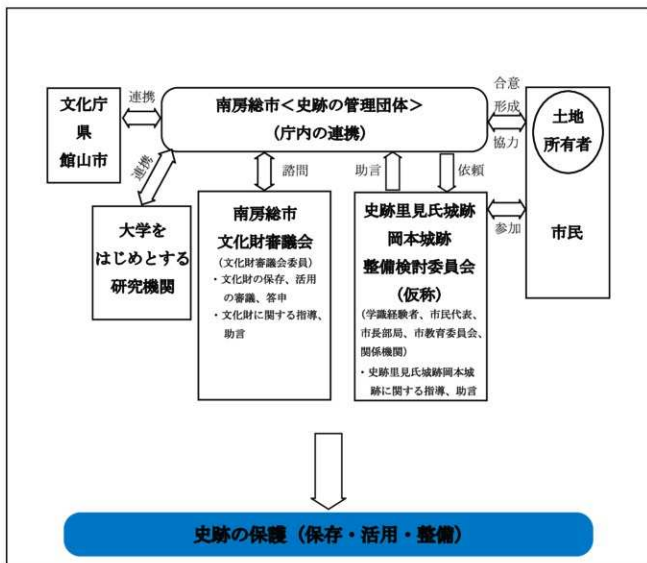 文化庁
県
館山市
連携
南房総市<史跡の管理団体>
(庁内の連携)
合意
形成
協力
土地
所有者
市民
連携
諮問
助言
依頼
参加
大学を
はじめとする
研究機関
南房総市
文化財審議会
(文化財審議会委員)
・文化財の保存、活用
の審議、答申
・文化財に関する指導、
助言
史跡里見氏城跡
岡本城跡
整備検討委員会
(仮称)
(学識経験者、市民代表、
市長部局、市教育委員会、
関係機関)
・史跡里見氏城跡岡本城
跡に関する指導、助言
史跡の保護(保存・活用・整備)